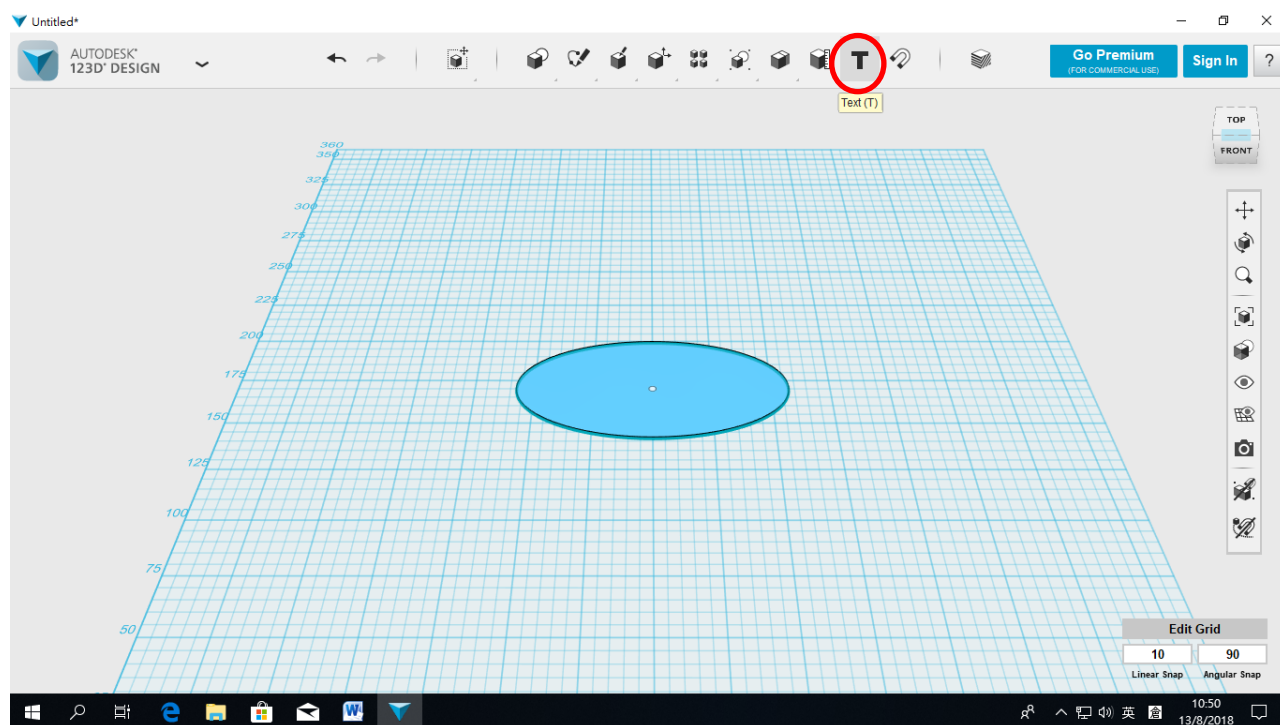 Untitled*
AUTODESK®
123D® DESIGN
T
Go Premium
(FOR COMMERCIAL USE)
Sign In
?
Text (T)
TOP
FRONT
360
350
325
300
275
250
225
200
175
150
125
100
75
50
Edit Grid
10
90
Linear Snap
Angular Snap
英
倉
10:50
13/8/2018